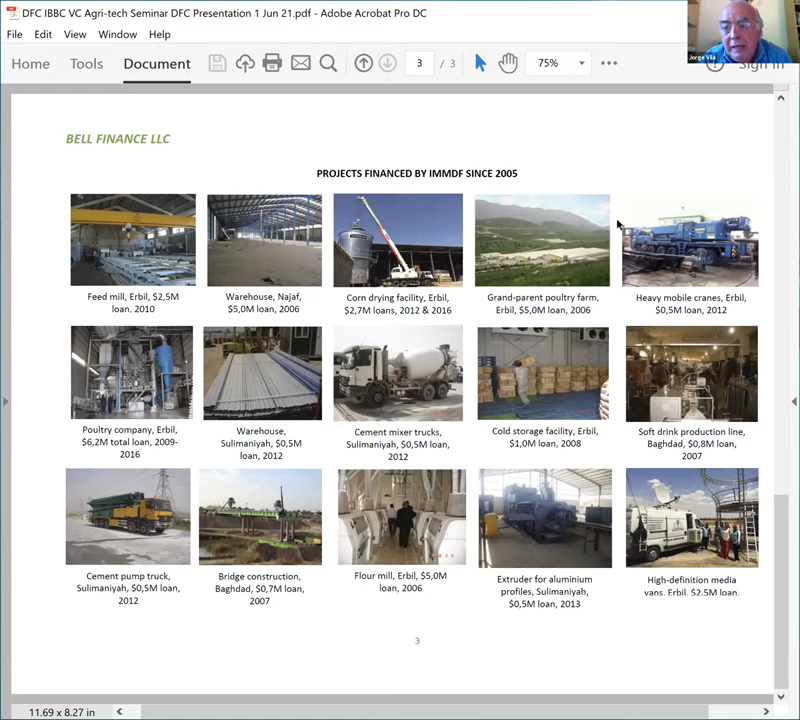 DFC IBBC VC Agri-tech Seminar DFC Presentation 1 Jun 21.pdf - Adobe Acrobat Pro DC
File Edit View Window Help
Jorge Vila
Home Tools Document 3 / 3 75% Sign In
BELL FINANCE LLC
PROJECTS FINANCED BY IMMDF SINCE 2005
Feed mill, Erbil, $2,5M
loan. 2010
Warehouse, Najaf,
$5,0M loan, 2006
Corn drying facility, Erbil,
$2,7M loans, 2012 & 2016
Grand-parent poultry farm,
Erbil, $5,0M loan, 2006
Heavy mobile cranes, Erbil,
$0,5M loan, 2012
Poultry company, Erbil,
$6,2M total loan, 2009-
2016
Warehouse,
Sulimaniyah, $0,5M
loan, 2012
Cement mixer trucks,
Sulimaniyah, $0,5M loan,
2012
Cold storage facility, Erbil,
$1,0M loan, 2008
Soft drink production line,
Baghdad, $0,8M loan,
2007
Cement pump truck,
Sulimaniyah, $0,5M loan,
2012
Bridge construction,
Baghdad, $0,7M loan,
2007
Flour mill, Erbil, $5,0M
loan, 2006
Extruder for aluminium
profiles, Sulimaniyah,
$0,5M loan, 2013
High-definition media
vans. Erbil. $2.5M loan.
3
11.69 x 8.27 in